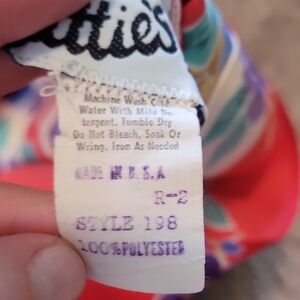 ttie's
Machine Wash Cold
Water With Mild De-
tergent. Tumble Dry
Do Not Bleach, Soak Or
Wring. Iron As Needed
MADE IN U.S.A
R-2
STYLE 198
100%POLYESTER